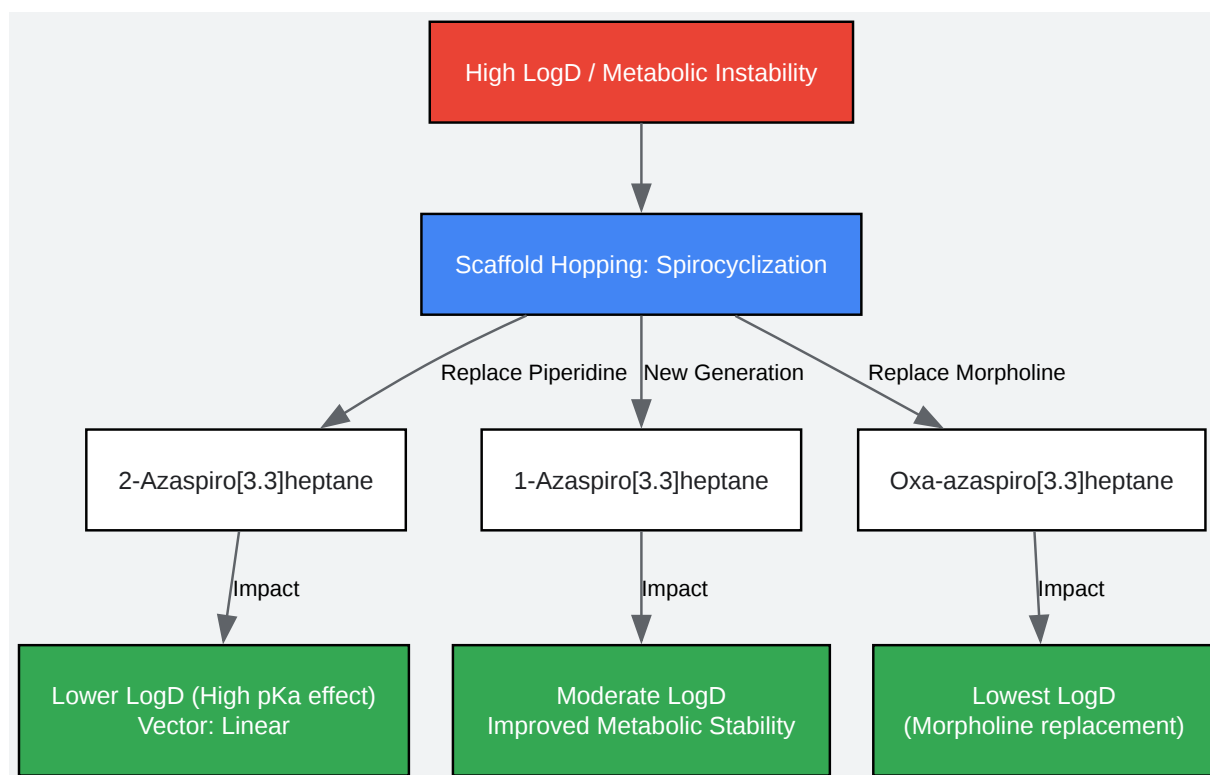 High LogD / Metabolic Instability
Scaffold Hopping: Spirocyclization
Replace Piperidine
New Generation
Replace Morpholine
2-Azaspiro[3.3]heptane
1-Azaspiro[3.3]heptane
Oxa-azaspiro[3.3]heptane
Impact
Impact
Impact
Lower LogD (High pKa effect)
Vector: Linear
Moderate LogD
Improved Metabolic Stability
Lowest LogD
(Morpholine replacement)